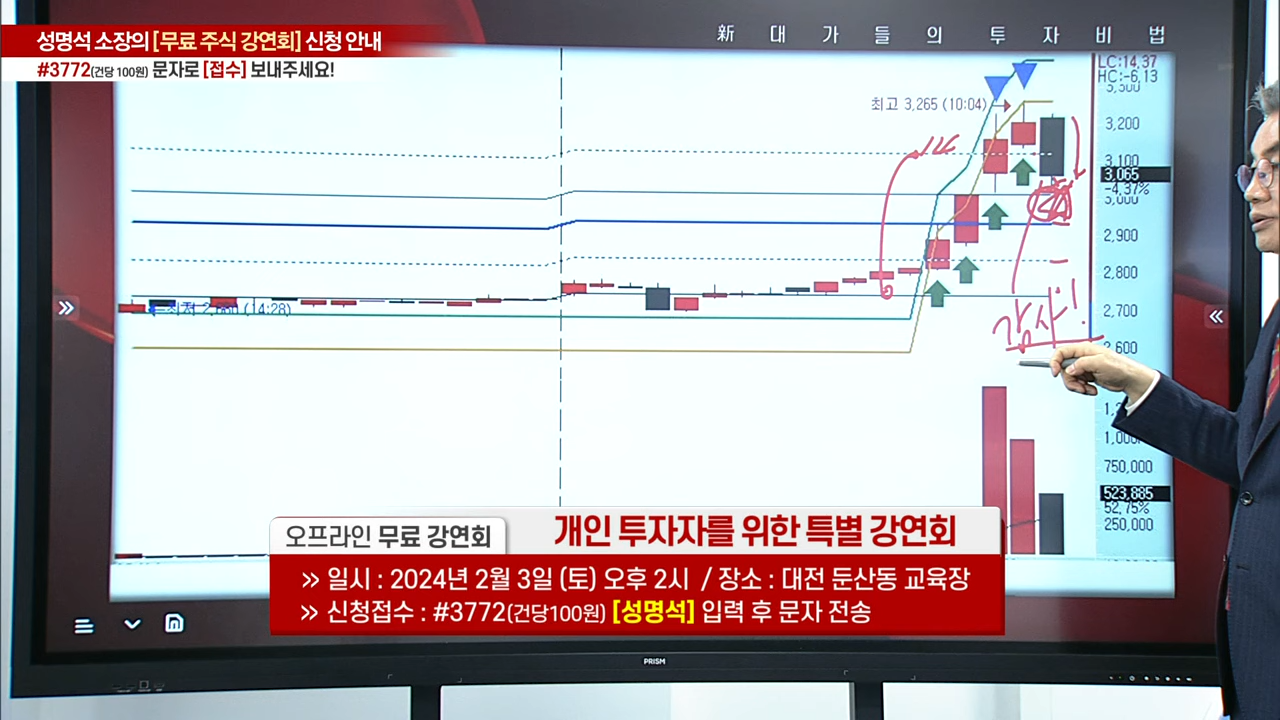 성명석 소장의 [무료 주식 강연회] 신청 안내
#3772(건당 100원) 문자로 [접수] 보내주세요!
新대가들의 투자비법
LC:14,37
HC:-6,13
최고 3,265 (10:04)
3,200
3,100
3,065
-4,37%
3,000
2,900
2,800
2,700
2,600
(14:28)
감사!
750,000
523,885
52,75%
250,000
오프라인 무료 강연회
개인 투자자를 위한 특별 강연회
» 일시 : 2024년 2월 3일 (토) 오후 2시 / 장소 : 대전 둔산동 교육장
» 신청접수 : #3772(건당100원) [성명석] 입력 후 문자 전송
PRISM